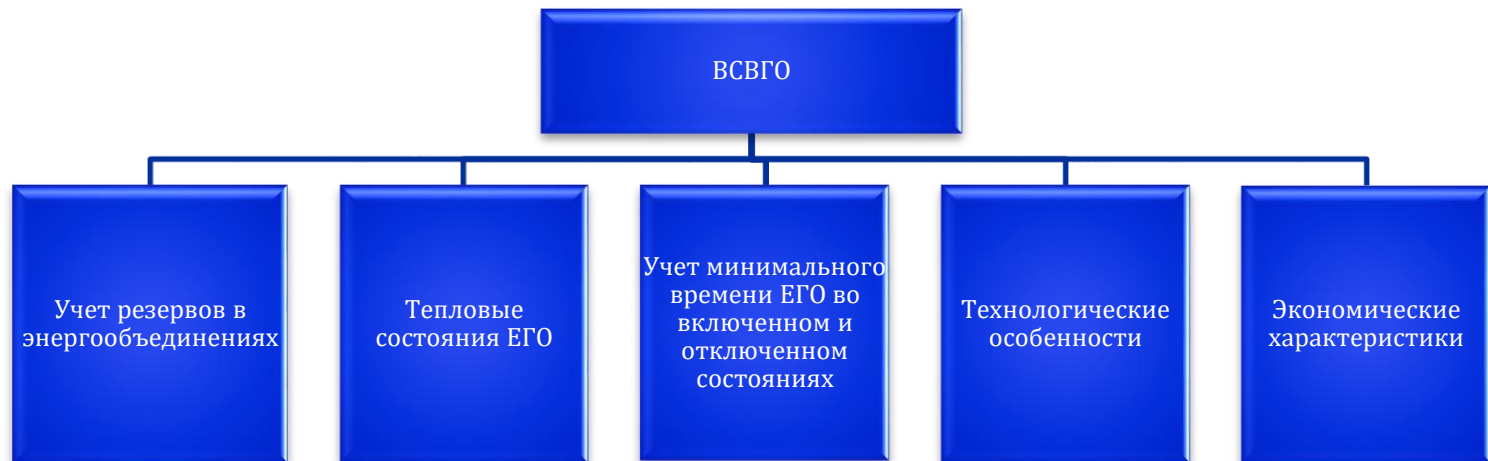 ВСВГО
Учет резервов в
энергообъединениях
Тепловые
состояния ЕГО
Учет минимального
времени ЕГО во
включенном и
отключенном
состояниях
Технологические
особенности
Экономические
характеристики